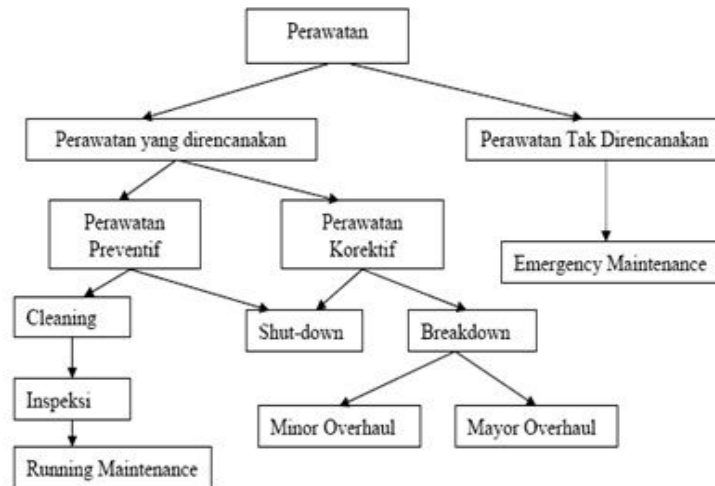 Perawatan
Perawatan yang direncanakan
Perawatan Tak Direncanakan
Perawatan
Preventif
Perawatan
Korektif
Emergency Maintenance
Cleaning
Shut-down
Breakdown
Inspeksi
Minor Overhaul
Mayor Overhaul
Running Maintenance